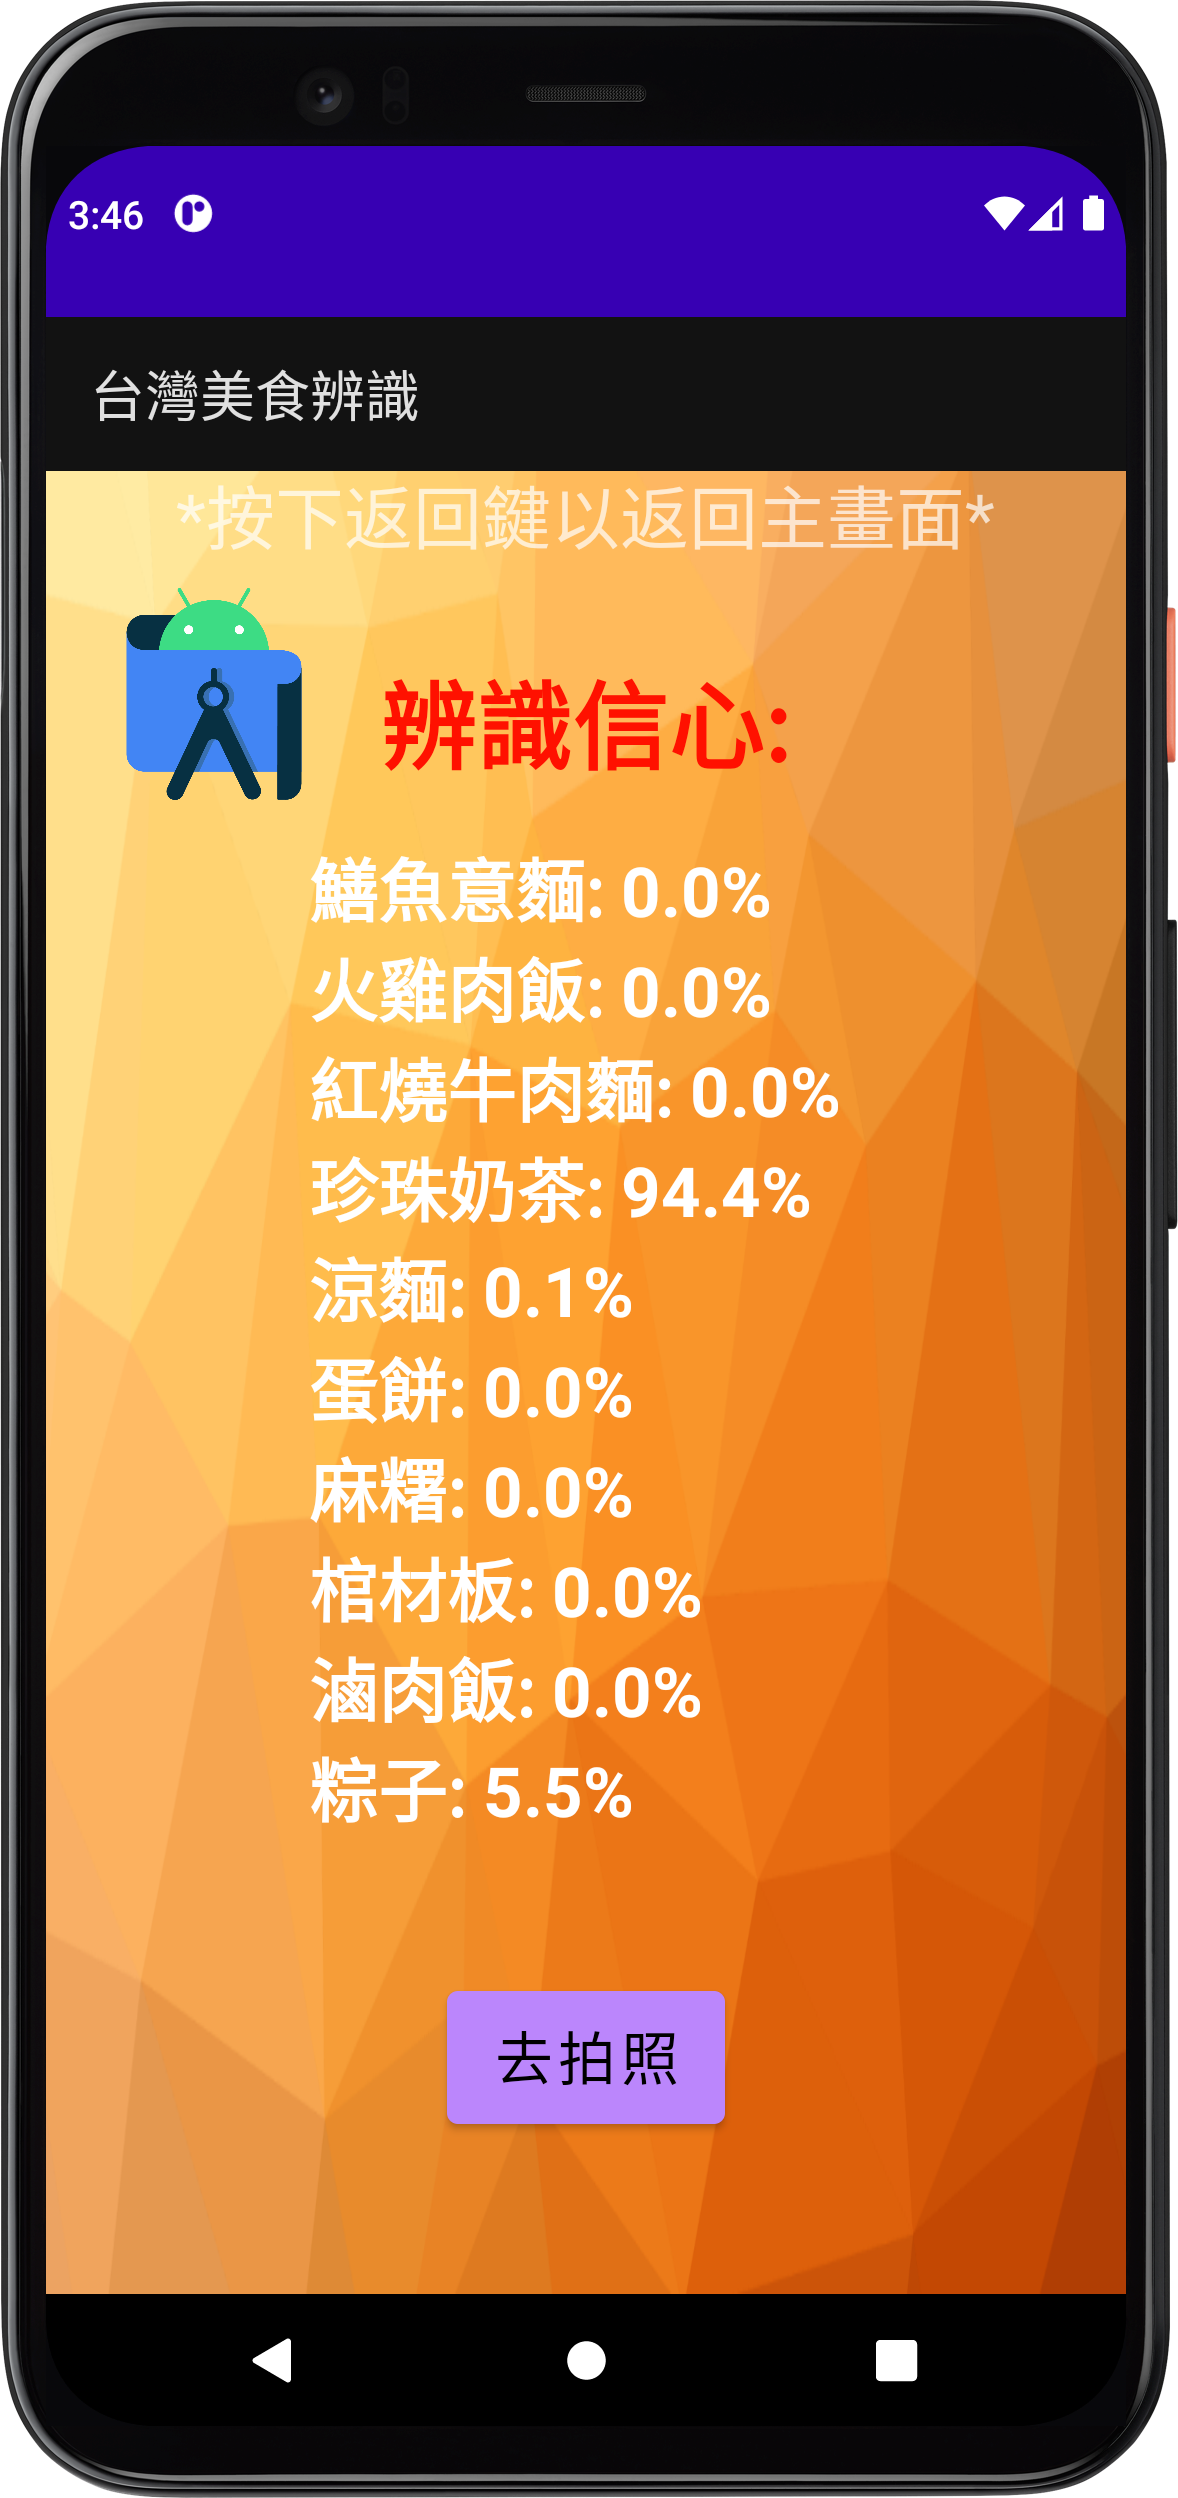 3:46
台灣美食辨識
*按下返回鍵以返回主畫面*
辨識信心:
鱔魚意麵: 0.0%
火雞肉飯: 0.0%
紅燒牛肉麵: 0.0%
珍珠奶茶: 94.4%
涼麵: 0.1%
蛋餅: 0.0%
麻糬: 0.0%
棺材板: 0.0%
滷肉飯: 0.0%
粽子: 5.5%
去拍照